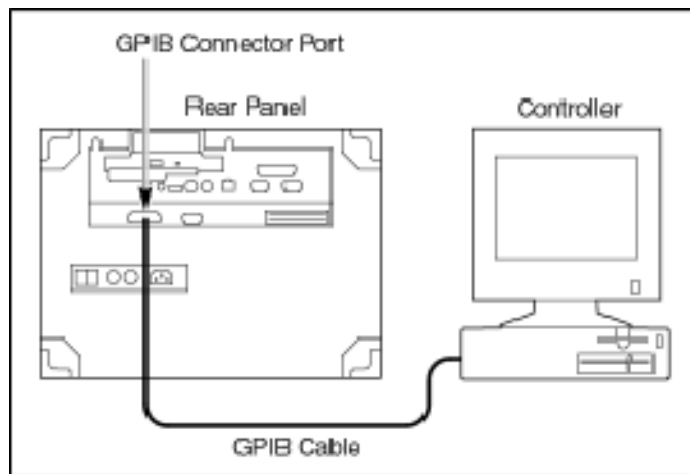 GPIB Connector Port
Rear Panel
Controller
GPIB Cable